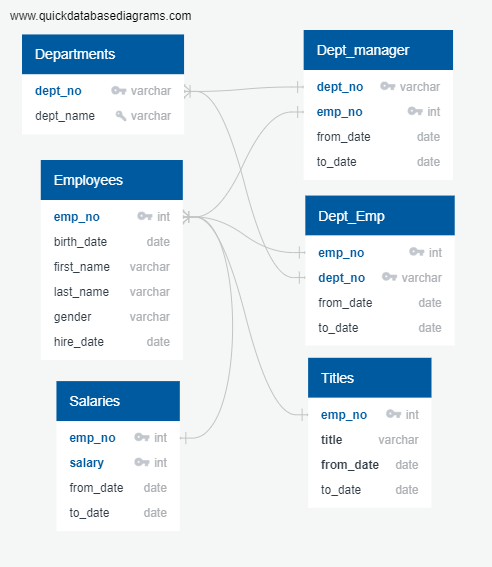 www.quickdatabasediagrams.com
Departments
dept_no varchar
dept_name varchar
Employees
emp_no int
birth_date date
first_name varchar
last_name varchar
gender varchar
hire_date date
Salaries
emp_no int
salary int
from_date date
to_date date
Dept_manager
dept_no varchar
emp_no int
from_date date
to_date date
Dept_Emp
emp_no int
dept_no varchar
from_date date
to_date date
Titles
emp_no int
title varchar
from_date date
to_date date